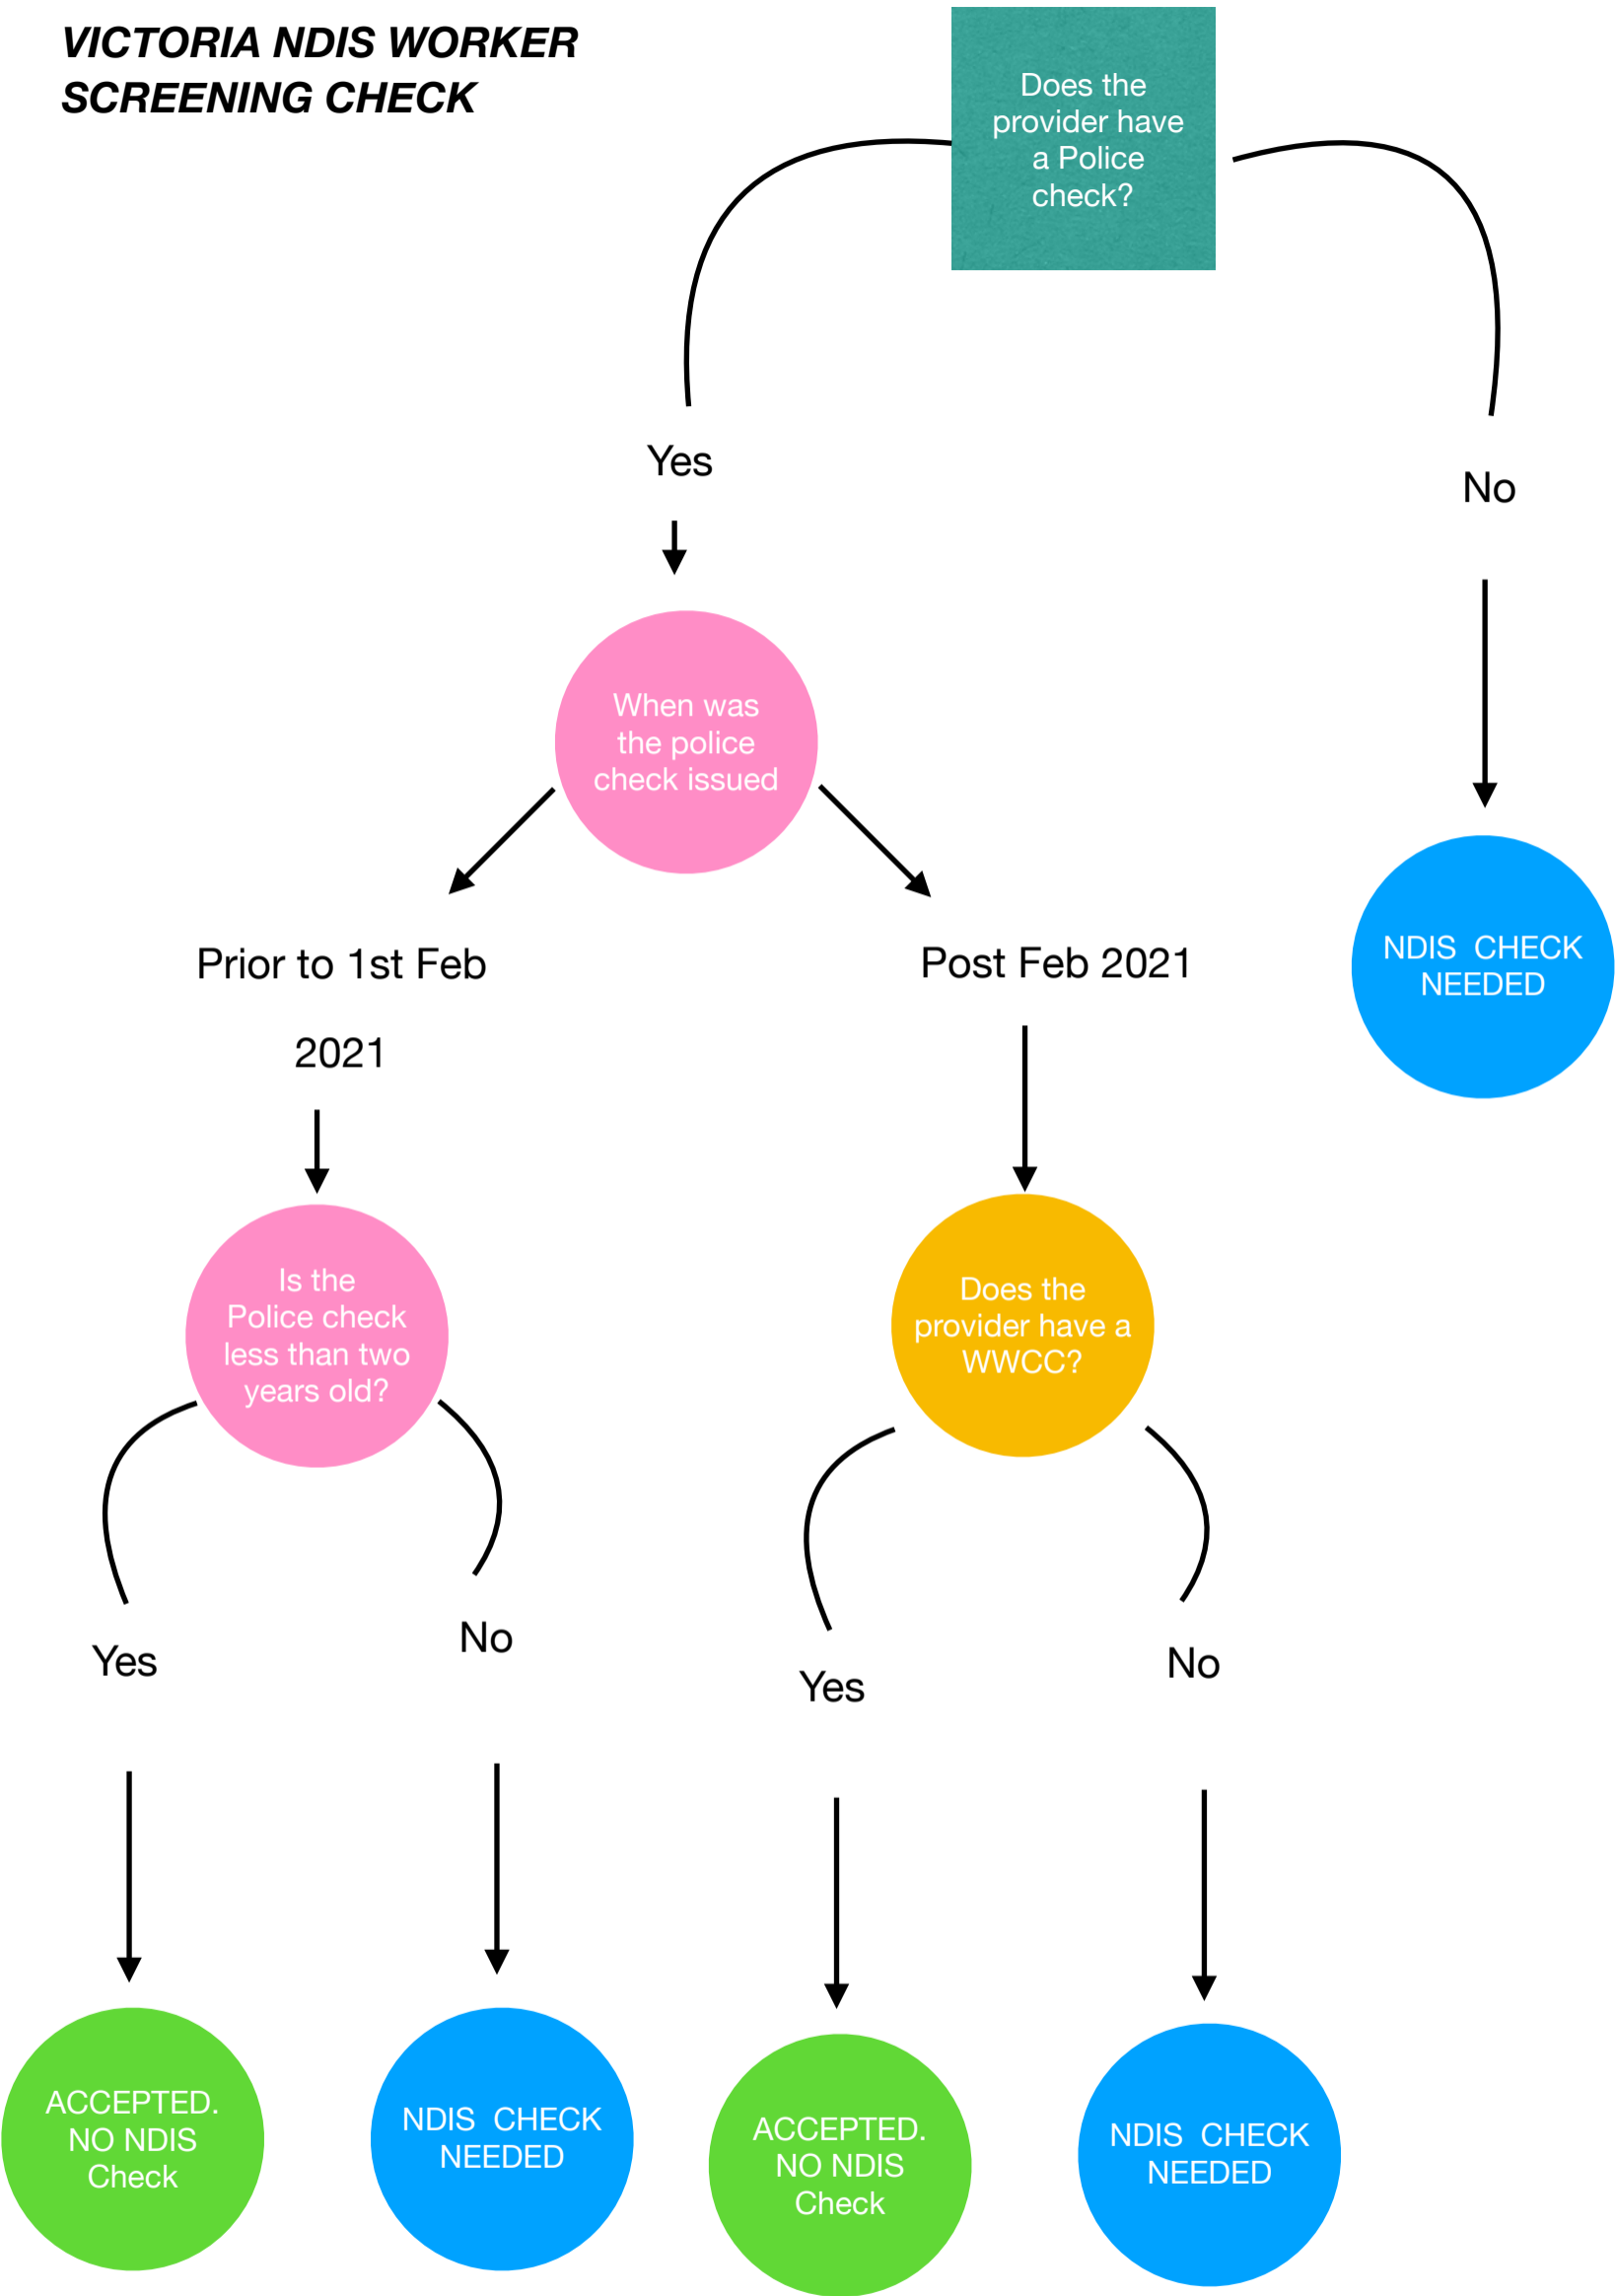 VICTORIA NDIS WORKER
SCREENING CHECK
Does the
provider have
a Police
check?
Yes
No
When was
the police
check issued
Prior to 1st Feb
2021
Post Feb 2021
NDIS CHECK
NEEDED
Is the
Police check
less than two
years old?
Does the
provider have a
WWCC?
Yes
No
Yes
No
ACCEPTED.
NO NDIS
Check
NDIS CHECK
NEEDED
ACCEPTED.
NO NDIS
Check
NDIS CHECK
NEEDED